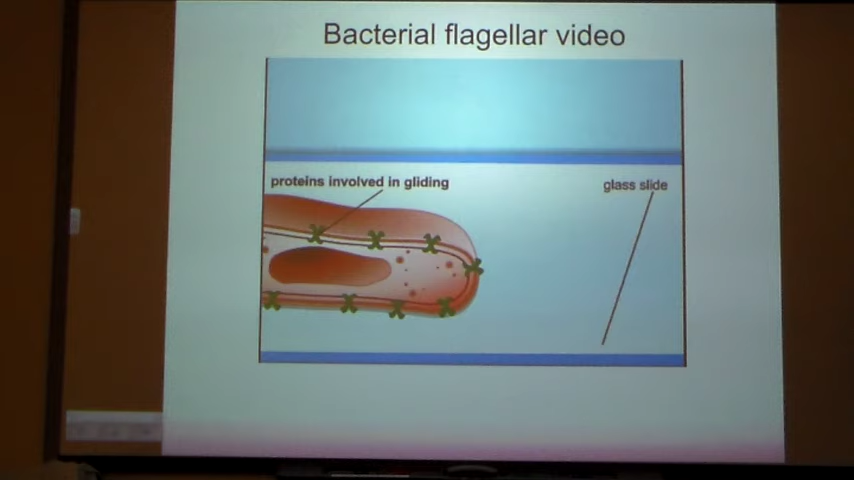 Bacterial flagellar video
proteins involved in gliding
glass slide